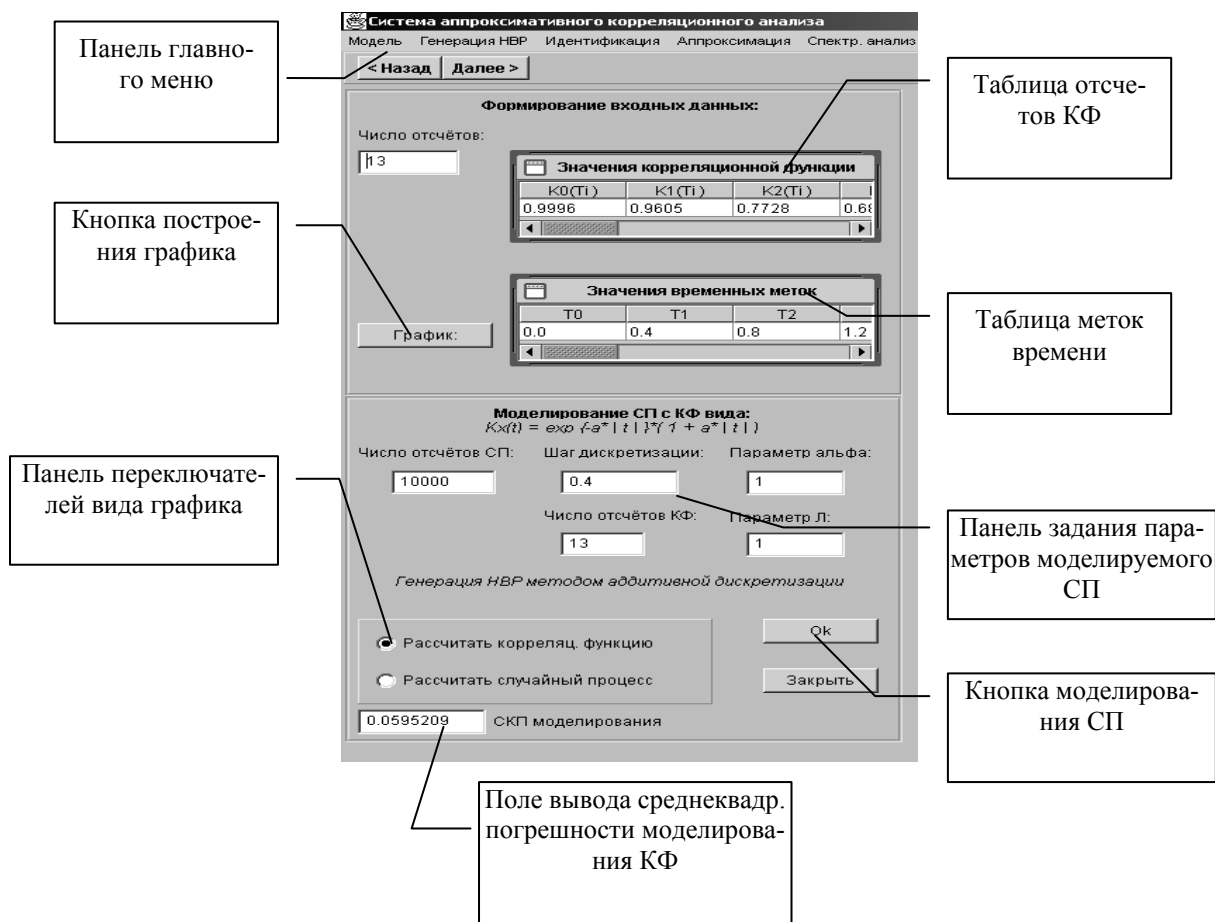 Система аппроксимативного корреляционного анализа
Модель Генерация НВР Идентификация Аппроксимация Спектр. анализ
< Назад Далее >
Формирование входных данных:
Число отсчётов:
13
Значения корреляционной функции
K0(Ti) K1(Ti) K2(Ti)
0.9996 0.9605 0.7728 0.68
График:
Значения временных меток
T0 T1 T2
0.0 0.4 0.8 1.2
Моделирование СП с КФ вида:
Kx(t) = exp {-a*| t | }*( 1 + a*| t | )
Число отсчётов СП: Шаг дискретизации: Параметр альфа:
10000 0.4 1
Число отсчётов КФ: Параметр Л:
13 1
Генерация НВР методом аддитивной дискретизации
Рассчитать корреляц. функцию
Рассчитать случайный процесс
Ok
Закрыть
0.0595209 СКП моделирования
Панель главно-
го меню
Кнопка построе-
ния графика
Панель переключате-
лей вида графика
Таблица отсче-
тов КФ
Таблица меток
времени
Панель задания пара-
метров моделируемого
СП
Кнопка моделирова-
ния СП
Поле вывода среднеквадр.
погрешности моделирова-
ния КФ